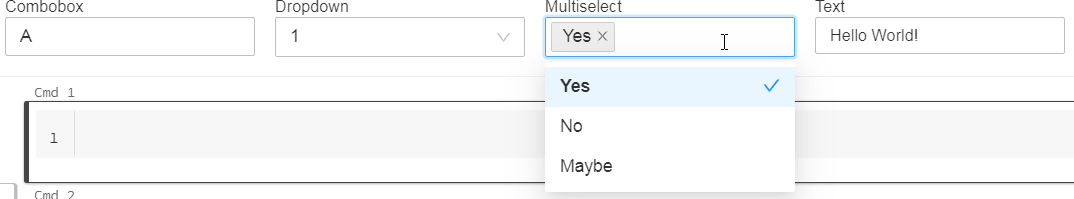 Combobox
Dropdown
Multiselect
Text
A
1
Yes
Hello World!
Yes
Cmd 1
No
1
Maybe
Cmd 2